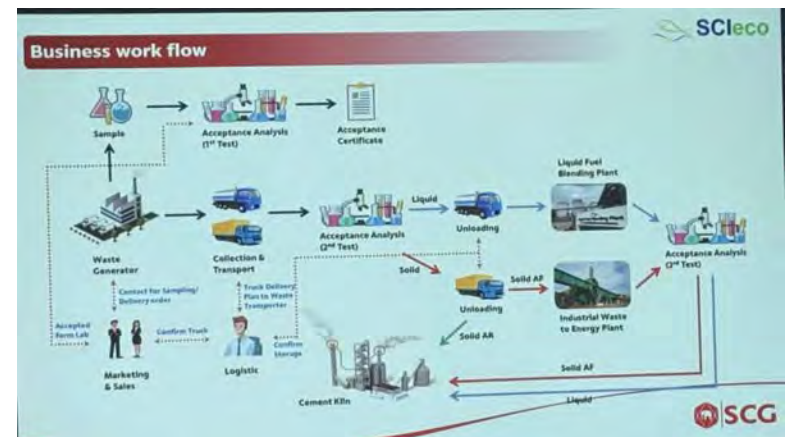 SCIeco
Business work flow
Sample
Acceptance Analysis
(1st Test)
Acceptance
Certificate
Liquid Fuel
Blending Plant
Liquid
Waste
Generator
Collection &
Transport
Acceptance Analysis
(2nd Test)
Unloading
Acceptance Analysis
(2nd Test)
Solid
Solid AF
Contact for Sampling/
Delivery order
Truck Delivery
Plan to Waste
Transporter
Unloading
Industrial Waste
to Energy Plant
Accepted
Form Lab
Confirm Truck
Confirm
Storage
Solid AR
Marketing
& Sales
Logistic
Cement Kiln
Solid AF
Liquid
SCG